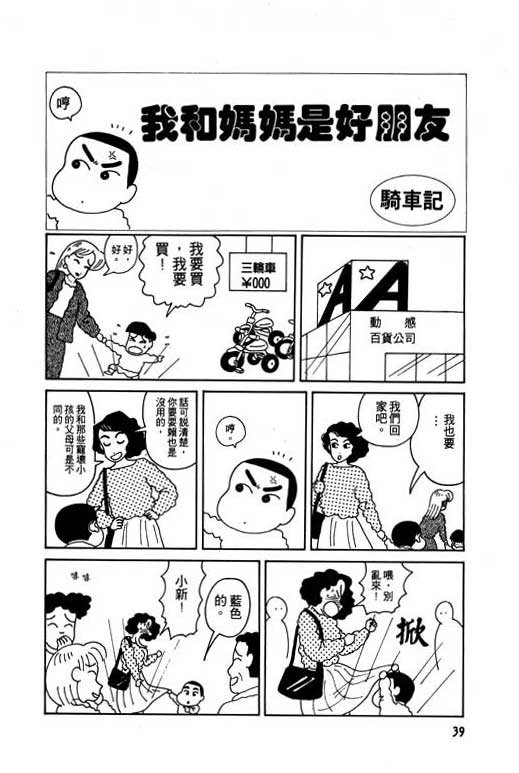 哼
我和媽媽是好朋友
騎車記
動感
百貨公司
三輪車
¥000
我要買
，我要
買！
好，
好。
我也要
…
我們回
家吧。
哼。
話可說清楚，
你要耍賴也是
沒用的，
我和那些寵壞小
孩的父母可是不
同的。
喂，別
亂來！
掀
藍色
的。
小新！
嘻嘻
39